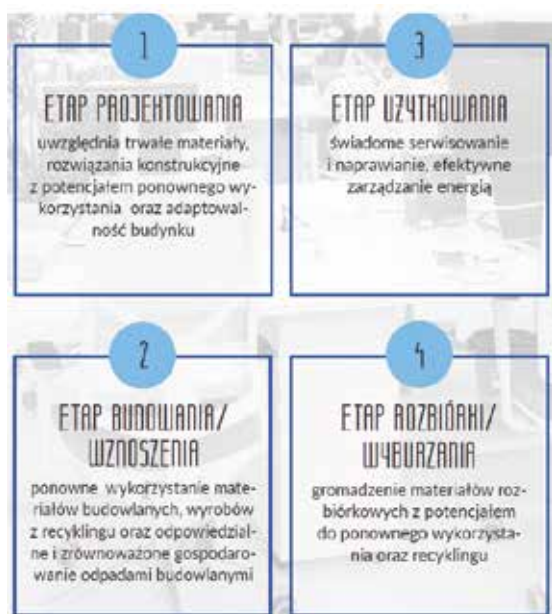 1
ETAP PROJEKTOWANIA
uwzględnia trwałe materiały,
rozwiązania konstrukcyjne
z potencjałem ponownego wy-
korzystania oraz adaptowal-
ność budynku
2
ETAP BUDOWANIA/
WZNOSZENIA
ponowne wykorzystanie mate-
riałów budowlanych, wyrobów
z recyklingu oraz odpowiedzial-
ne i zrównoważone gospodaro-
wanie odpadami budowlanymi
3
ETAP UŻYTKOWANIA
świadome serwisowanie
i naprawianie, efektywne
zarządzanie energią
4
ETAP ROZBIÓRKI/
WYBURZANIA
gromadzenie materiałów roz-
biórkowych z potencjałem
do ponownego wykorzysta-
nia oraz recyklingu